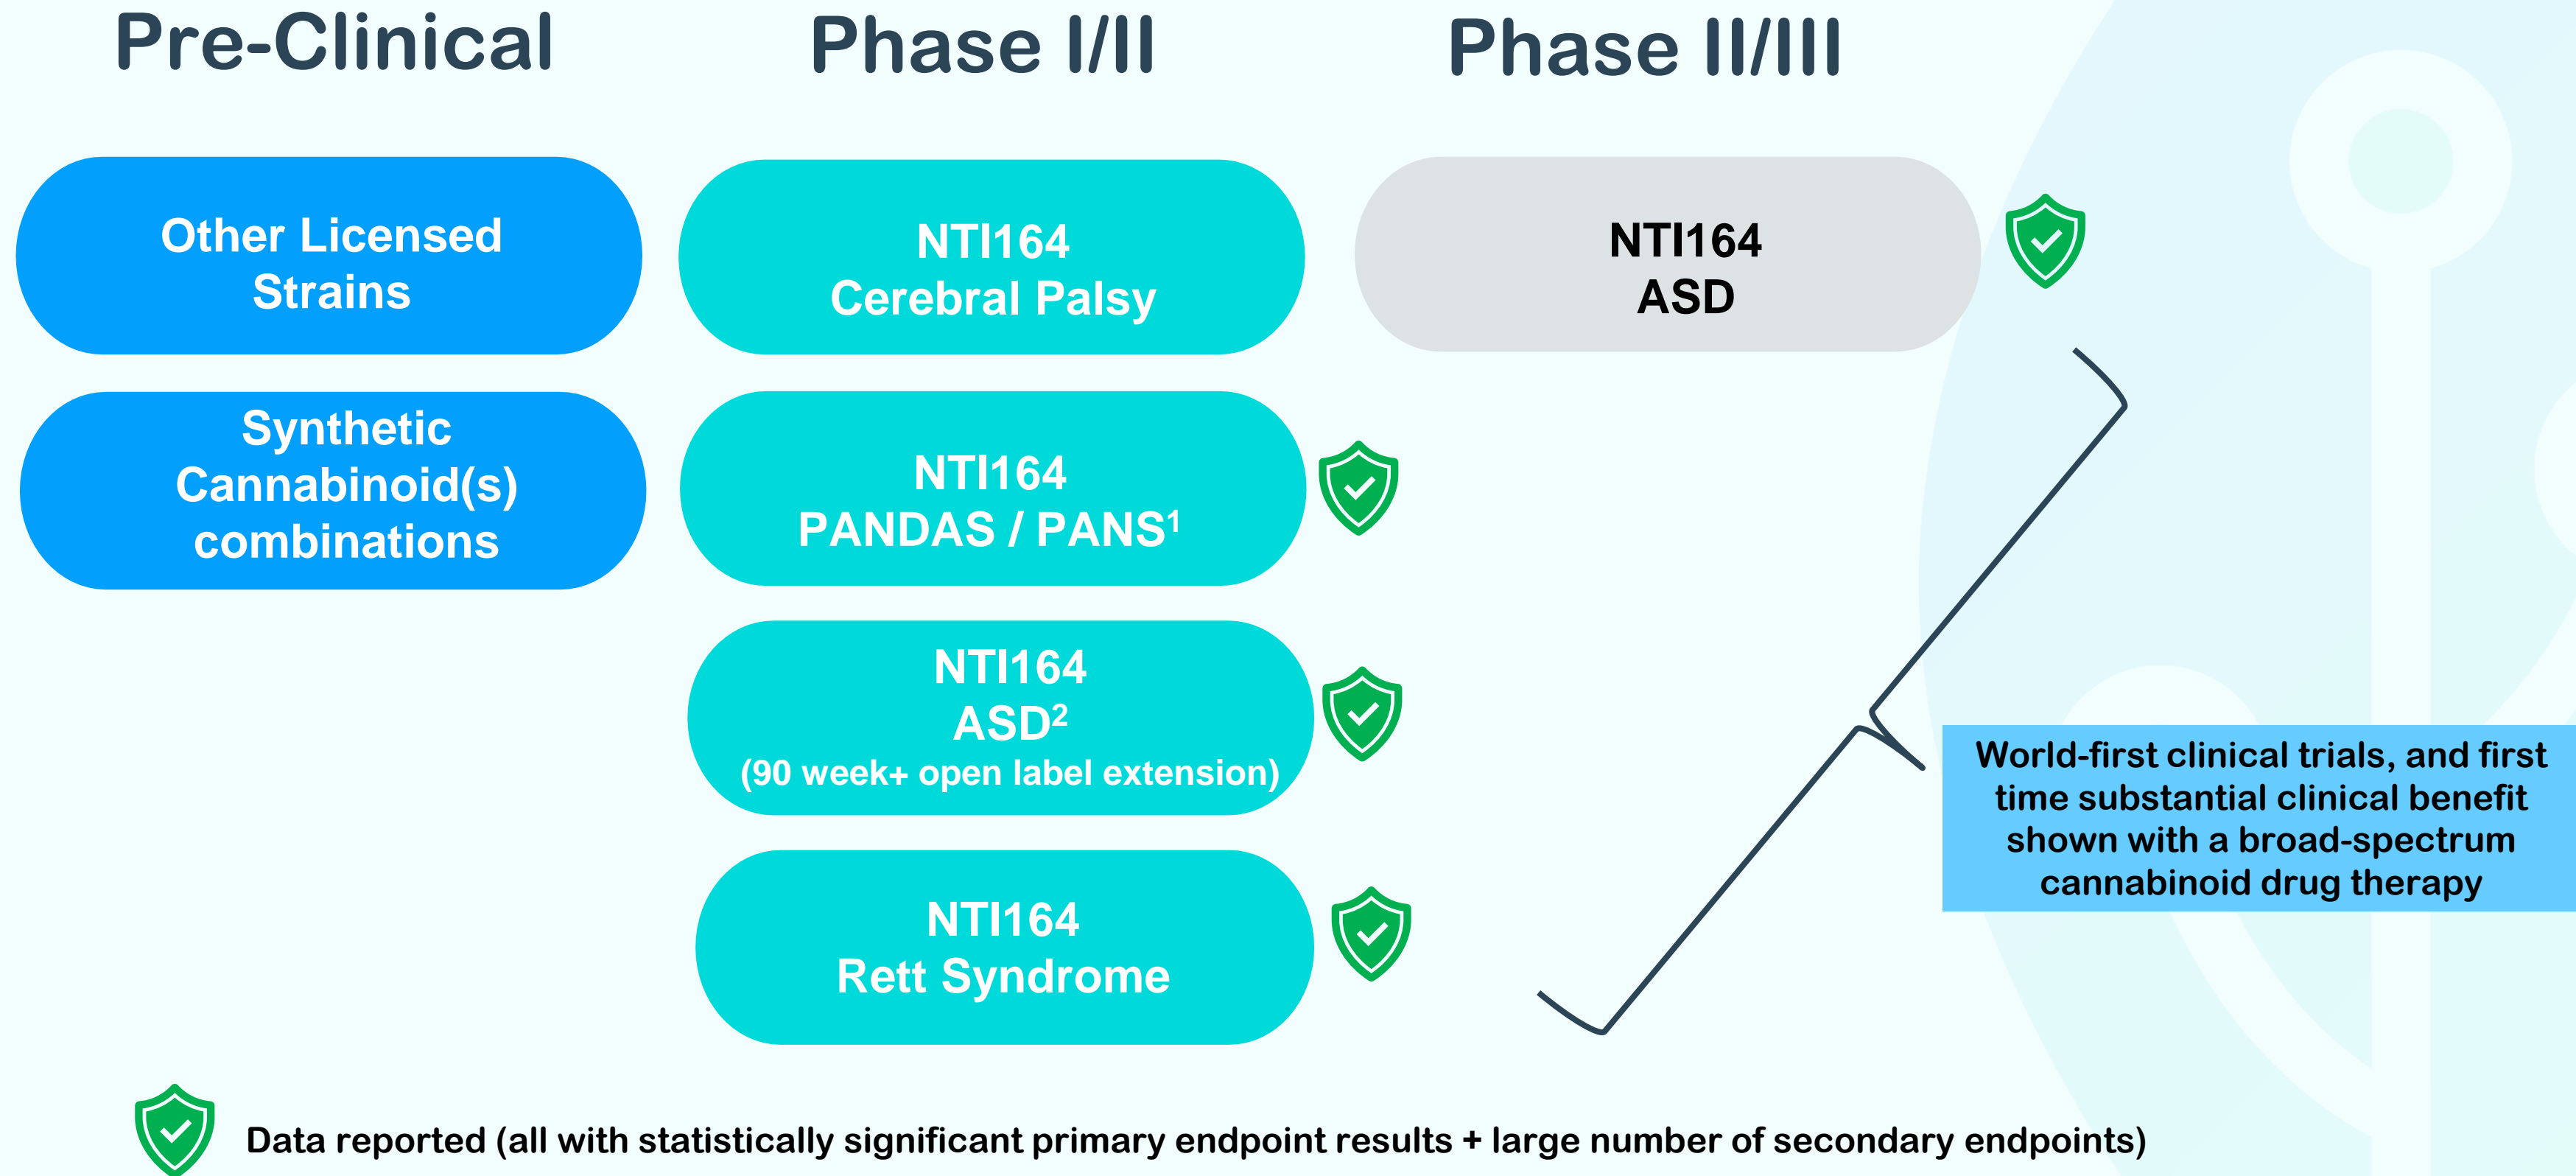 Pre-Clinical
Phase I/II
Phase II/III
Other Licensed
Strains
Synthetic
Cannabinoid(s)
combinations
NTI164
Cerebral Palsy
NTI164
PANDAS / PANS¹
NTI164
ASD²
(90 week+ open label extension)
NTI164
Rett Syndrome
NTI164
ASD
World-first clinical trials, and first
time substantial clinical benefit
shown with a broad-spectrum
cannabinoid drug therapy
Data reported (all with statistically significant primary endpoint results + large number of secondary endpoints)